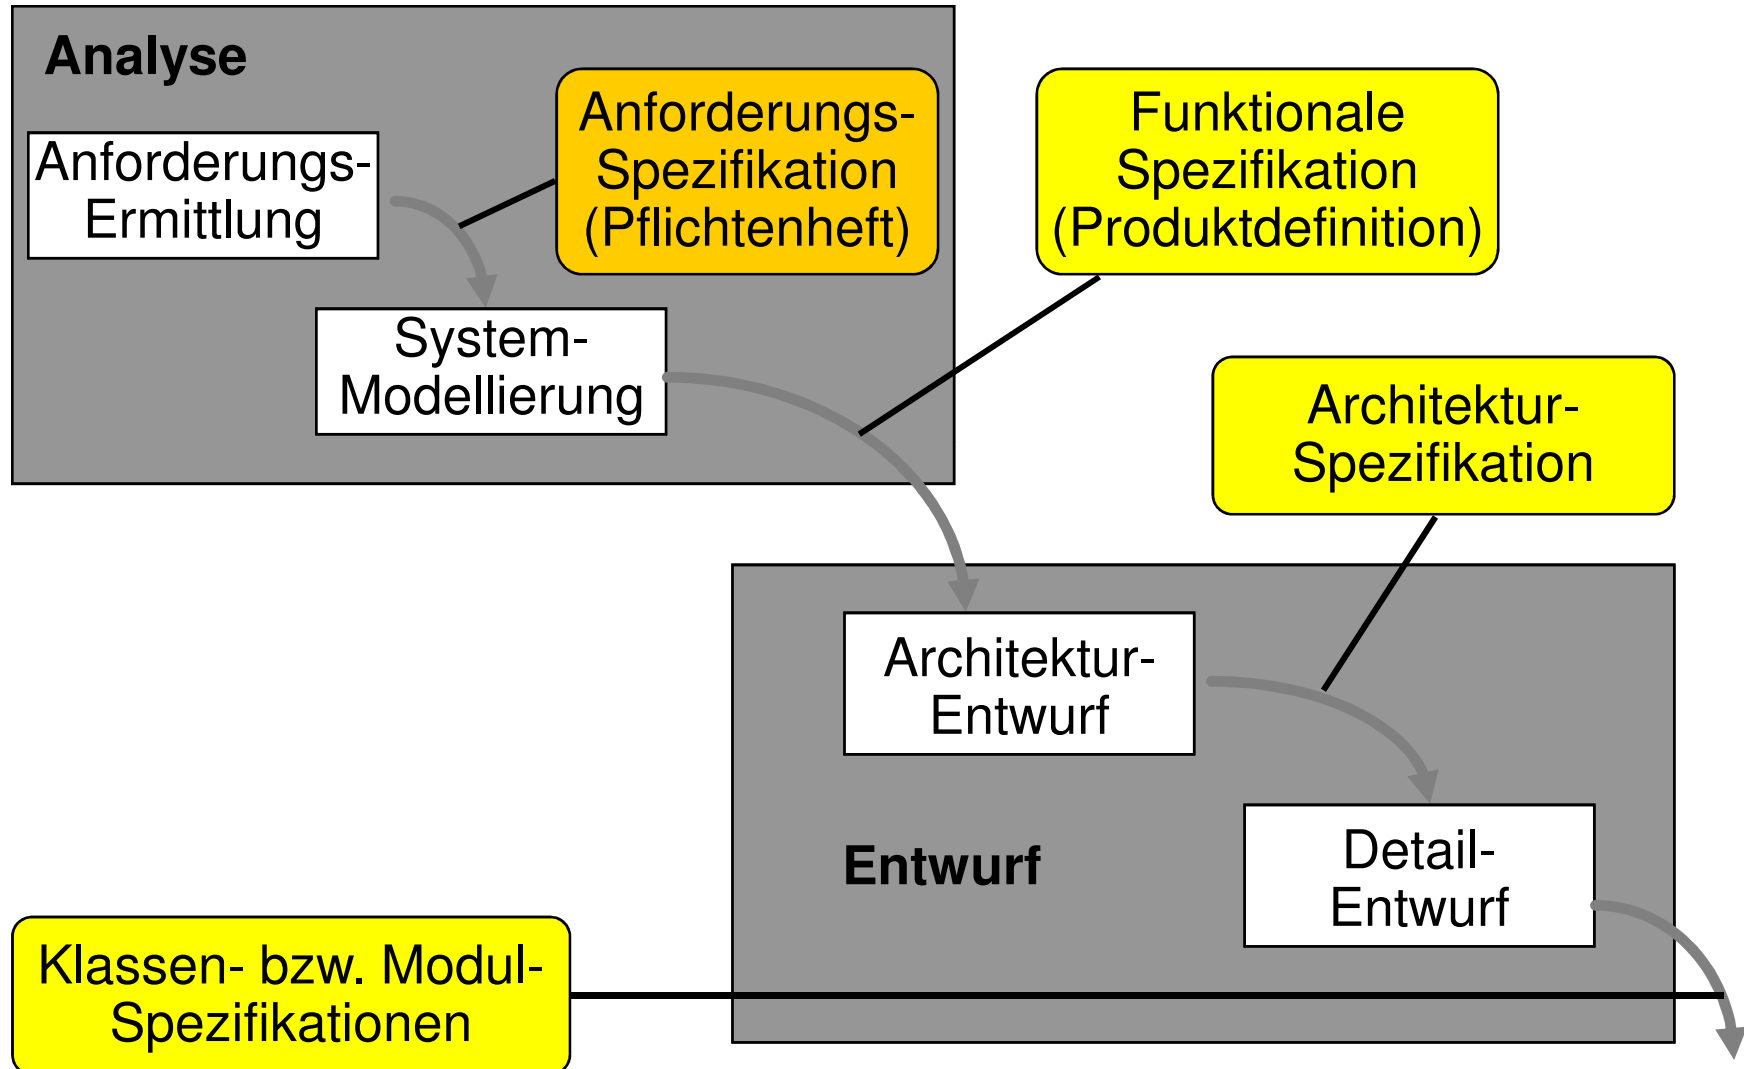 Analyse
Anforderungs-
Ermittlung
Anforderungs-
Spezifikation
(Pflichtenheft)
Funktionale
Spezifikation
(Produktdefinition)
System-
Modellierung
Architektur-
Spezifikation
Architektur-
Entwurf
Entwurf
Detail-
Entwurf
Klassen- bzw. Modul-
Spezifikationen